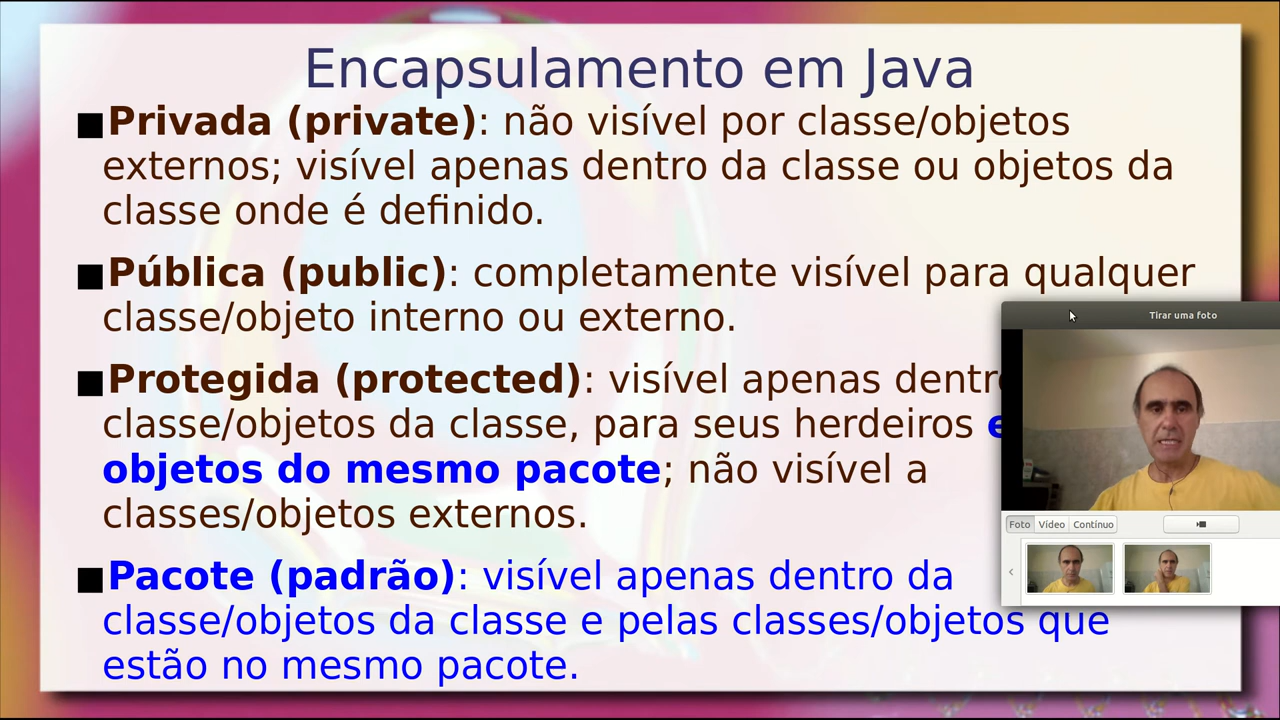 Encapsulamento em Java
■Privada (private): não visível por classe/objetos
externos; visível apenas dentro da classe ou objetos da
classe onde é definido.
■Pública (public): completamente visível para qualquer
classe/objeto interno ou externo.
■Protegida (protected): visível apenas
classe/objetos da classe, para seus herdeiros
objetos do mesmo pacote; não visível a
classes/objetos externos.
■Pacote (padrão): visível apenas dentro da
classe/objetos da classe e pelas classes/objetos que
estão no mesmo pacote.
Tirar uma foto
Foto Vídeo Contínuo